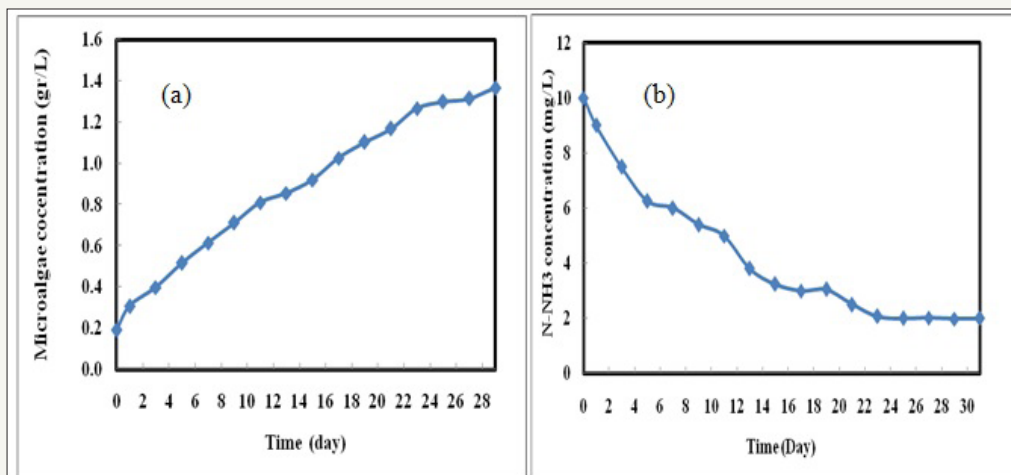 1.6
1.4
1.2
1.0
0.8
0.6
0.4
0.2
0.0
Microalgae cocentration (gr/L)
(a)
0 2 4 6 8 10 12 14 16 18 20 22 24 26 28
Time (day)
12
10
8
6
4
2
0
N-NH3 concentration (mg/L)
(b)
0 2 4 6 8 10 12 14 16 18 20 22 24 26 28 30
Time (Day)